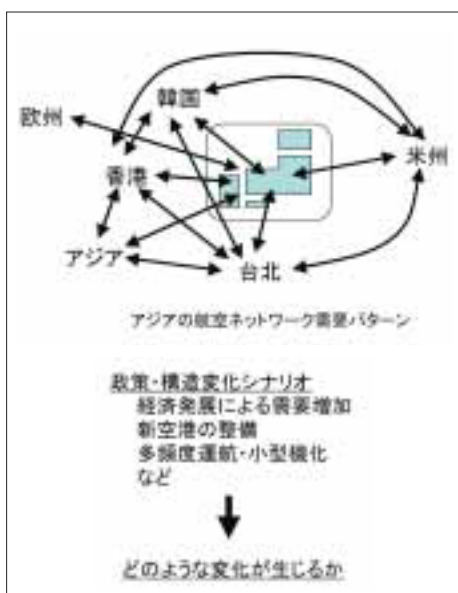 韓国
欧州
米州
香港
アジア
台北
アジアの航空ネットワーク需要パターン
政策・構造変化シナリオ
経済発展による需要増加
新空港の整備
多頻度運航・小型機化
など
どのような変化が生じるか